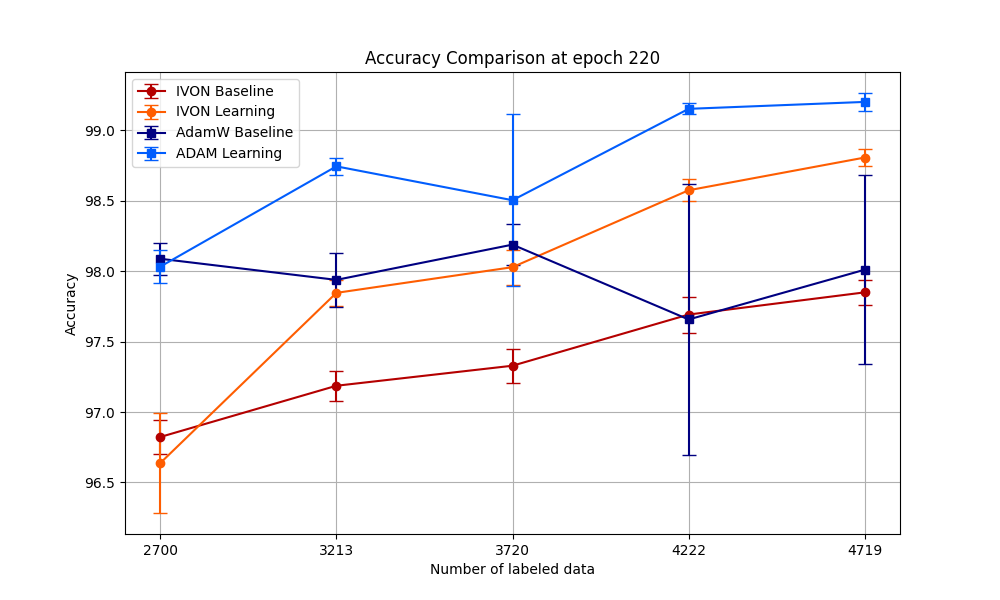 Accuracy Comparison at epoch 220
IVON Baseline
IVON Learning
AdamW Baseline
ADAM Learning
Accuracy
99.0
98.5
98.0
97.5
97.0
96.5
2700 3213 3720 4222 4719
Number of labeled data